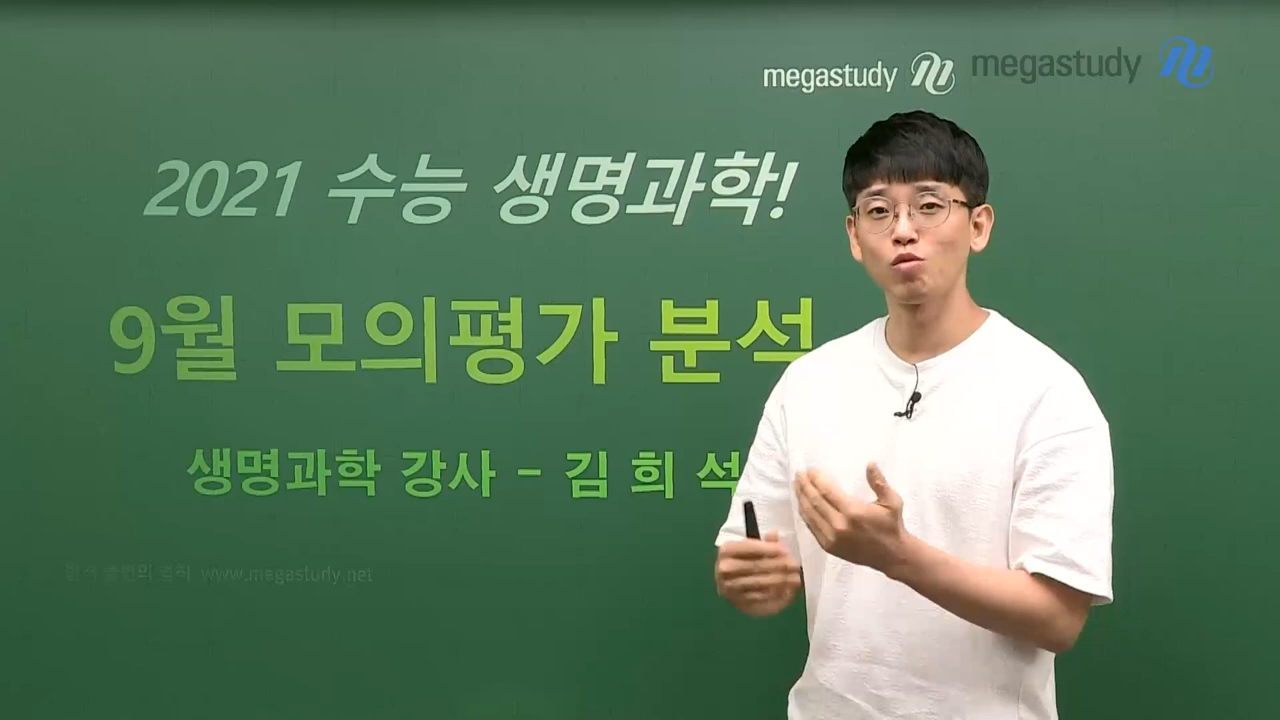 megastudy
megastudy
2021 수능 생명과학!
9월 모의평가 분석
생명과학 강사 - 김 희 석
www.megastudy.net